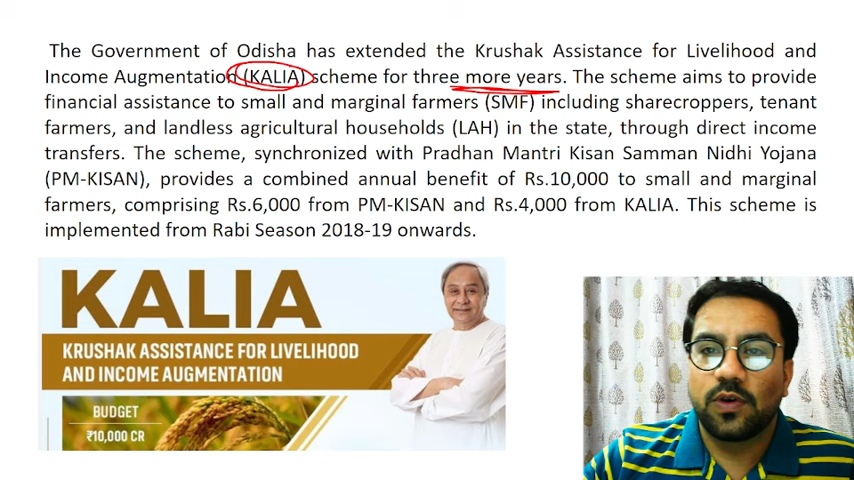 The Government of Odisha has extended the Krushak Assistance for Livelihood and
Income Augmentation (KALIA) scheme for three more years. The scheme aims to provide
financial assistance to small and marginal farmers (SMF) including sharecroppers, tenant
farmers, and landless agricultural households (LAH) in the state, through direct income
transfers. The scheme, synchronized with Pradhan Mantri Kisan Samman Nidhi Yojana
(PM-KISAN), provides a combined annual benefit of Rs.10,000 to small and marginal
farmers, comprising Rs.6,000 from PM-KISAN and Rs.4,000 from KALIA. This scheme is
implemented from Rabi Season 2018-19 onwards.
KALIA
KRUSHAK ASSISTANCE FOR LIVELIHOOD
AND INCOME AUGMENTATION
BUDGET
₹10,000 CR